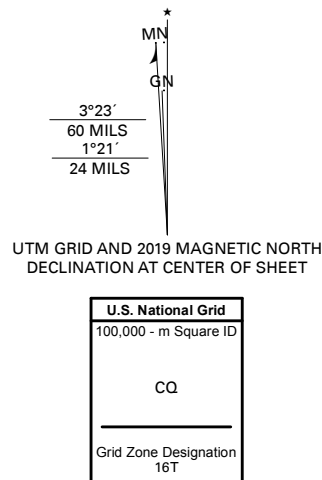 MN
GN
3°23´
60 MILS
1°21´
24 MILS
UTM GRID AND 2019 MAGNETIC NORTH
DECLINATION AT CENTER OF SHEET
U.S. National Grid
100,000 - m Square ID
CQ
Grid Zone Designation
16T